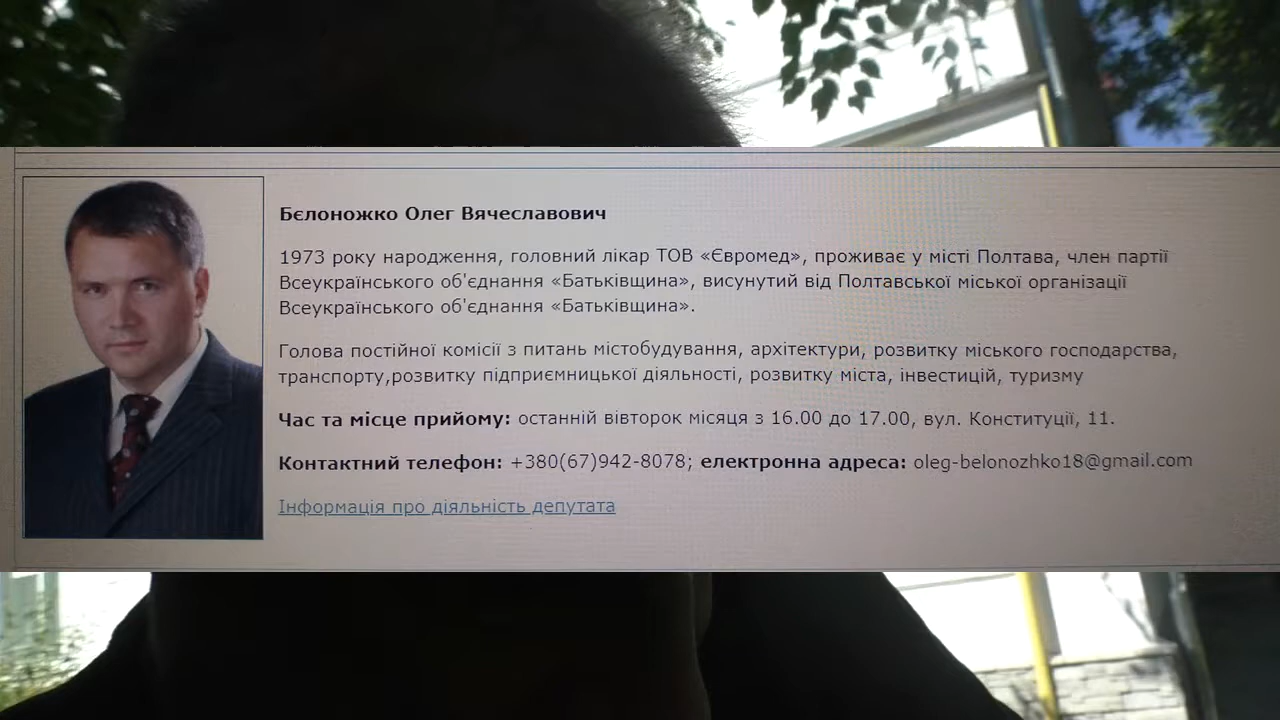 Бєлоножко Олег Вячеславович
1973 року народження, головний лікар ТОВ «Євромед», проживає у місті Полтава, член партії
Всеукраїнського об'єднання «Батьківщина», висунутий від Полтавської міської організації
Всеукраїнського об'єднання «Батьківщина».
Голова постійної комісії з питань містобудування, архітектури, розвитку міського господарства,
транспорту,розвитку підприємницької діяльності, розвитку міста, інвестицій, туризму
Час та місце прийому: останній вівторок місяця з 16.00 до 17.00, вул. Конституції, 11.
Контактний телефон: +380(67)942-8078; електронна адреса: oleg-belonozhko18@gmail.com
Інформація про діяльність депутата